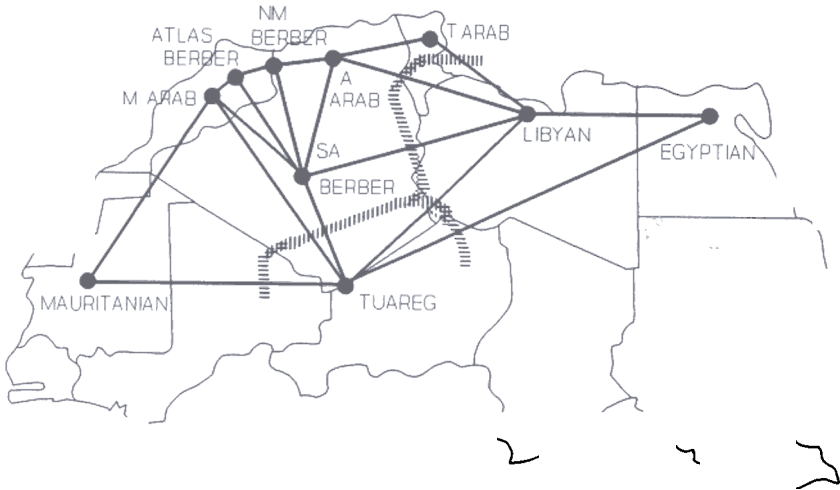 NM
BERBER
ATLAS
BERBER
T ARAB
M ARAB
A
ARAB
SA
BERBER
LIBYAN
EGYPTIAN
MAURITANIAN
TUAREG